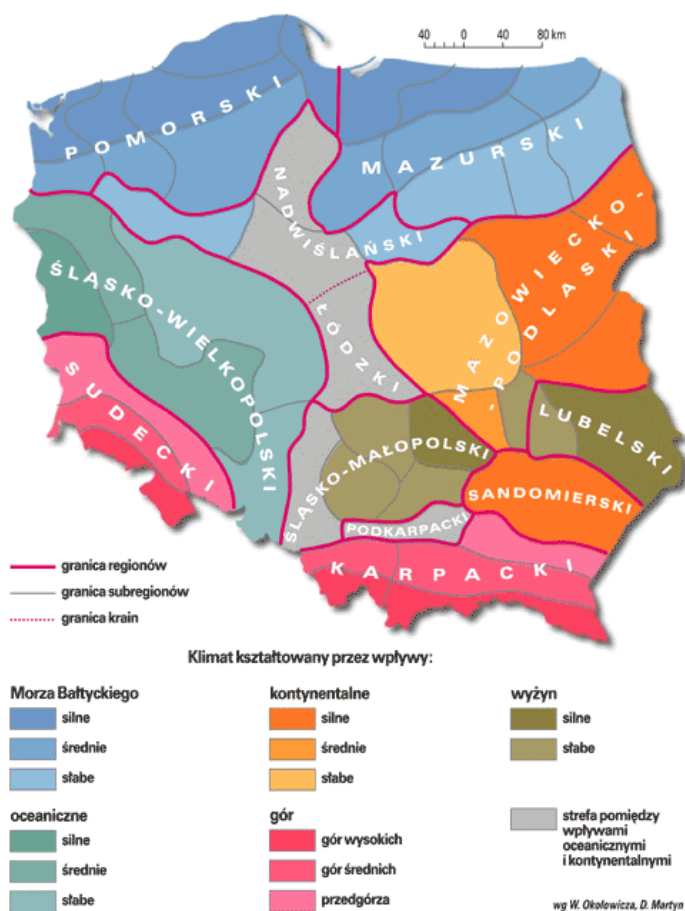 40 0 40 80 km
POMORSKI
MAZURSKI
NADWIŚLAŃSKI
MAZOWIECKO-
-PODLASKI
ŚLĄSKO-WIELKOPOLSKI
ŁÓDZKI
SUDECKI
LUBELSKI
ŚLĄSKO-MAŁOPOLSKI
SANDOMIERSKI
PODKARPACKI
KARPACKI
granica regionów
granica subregionów
granica krain
Klimat kształtowany przez wpływy:
Morza Bałtyckiego
silne
średnie
słabe
kontynentalne
silne
średnie
słabe
wyżyn
silne
słabe
oceaniczne
silne
średnie
słabe
gór
gór wysokich
gór średnich
przedgórza
strefa pomiędzy
wpływami
oceanicznymi
i kontynentalnymi
wg W. Okołowicza, D. Martyn